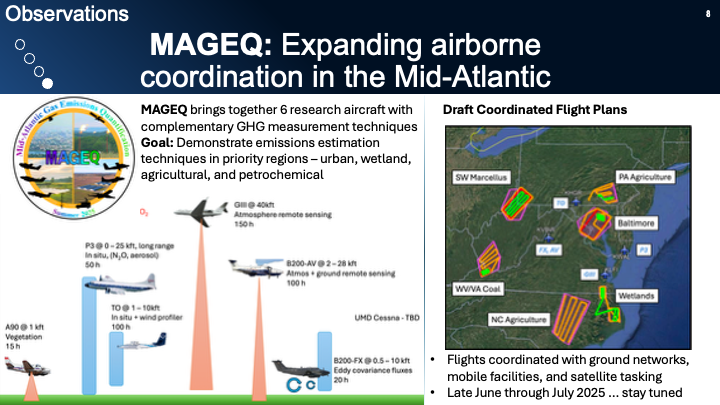 Observations
8
MAGEQ: Expanding airborne
coordination in the Mid-Atlantic
Mid-Atlantic Gas Emissions Quantification
MAGEQ
Summer 2025
MAGEQ brings together 6 research aircraft with
complementary GHG measurement techniques
Goal: Demonstrate emissions estimation
techniques in priority regions – urban, wetland,
agricultural, and petrochemical
O₂
GIII @ 40kft
Atmosphere remote sensing
150 h
P3 @ 0 – 25 kft, long range
In situ, (N₂O, aerosol)
50 h
B200-AV @ 2 – 28 kft
Atmos + ground remote sensing
100 h
TO @ 1 – 10kft
In situ + wind profiler
100 h
UMD Cessna - TBD
A90 @ 1 kft
Vegetation
15 h
B200-FX @ 0.5 – 10 kft
Eddy covariance fluxes
20 h
Draft Coordinated Flight Plans
SW Marcellus
PA Agriculture
TO
Baltimore
FX, AV
P3
GIII
WV/VA Coal
Wetlands
NC Agriculture
• Flights coordinated with ground networks,
mobile facilities, and satellite tasking
• Late June through July 2025 ... stay tuned